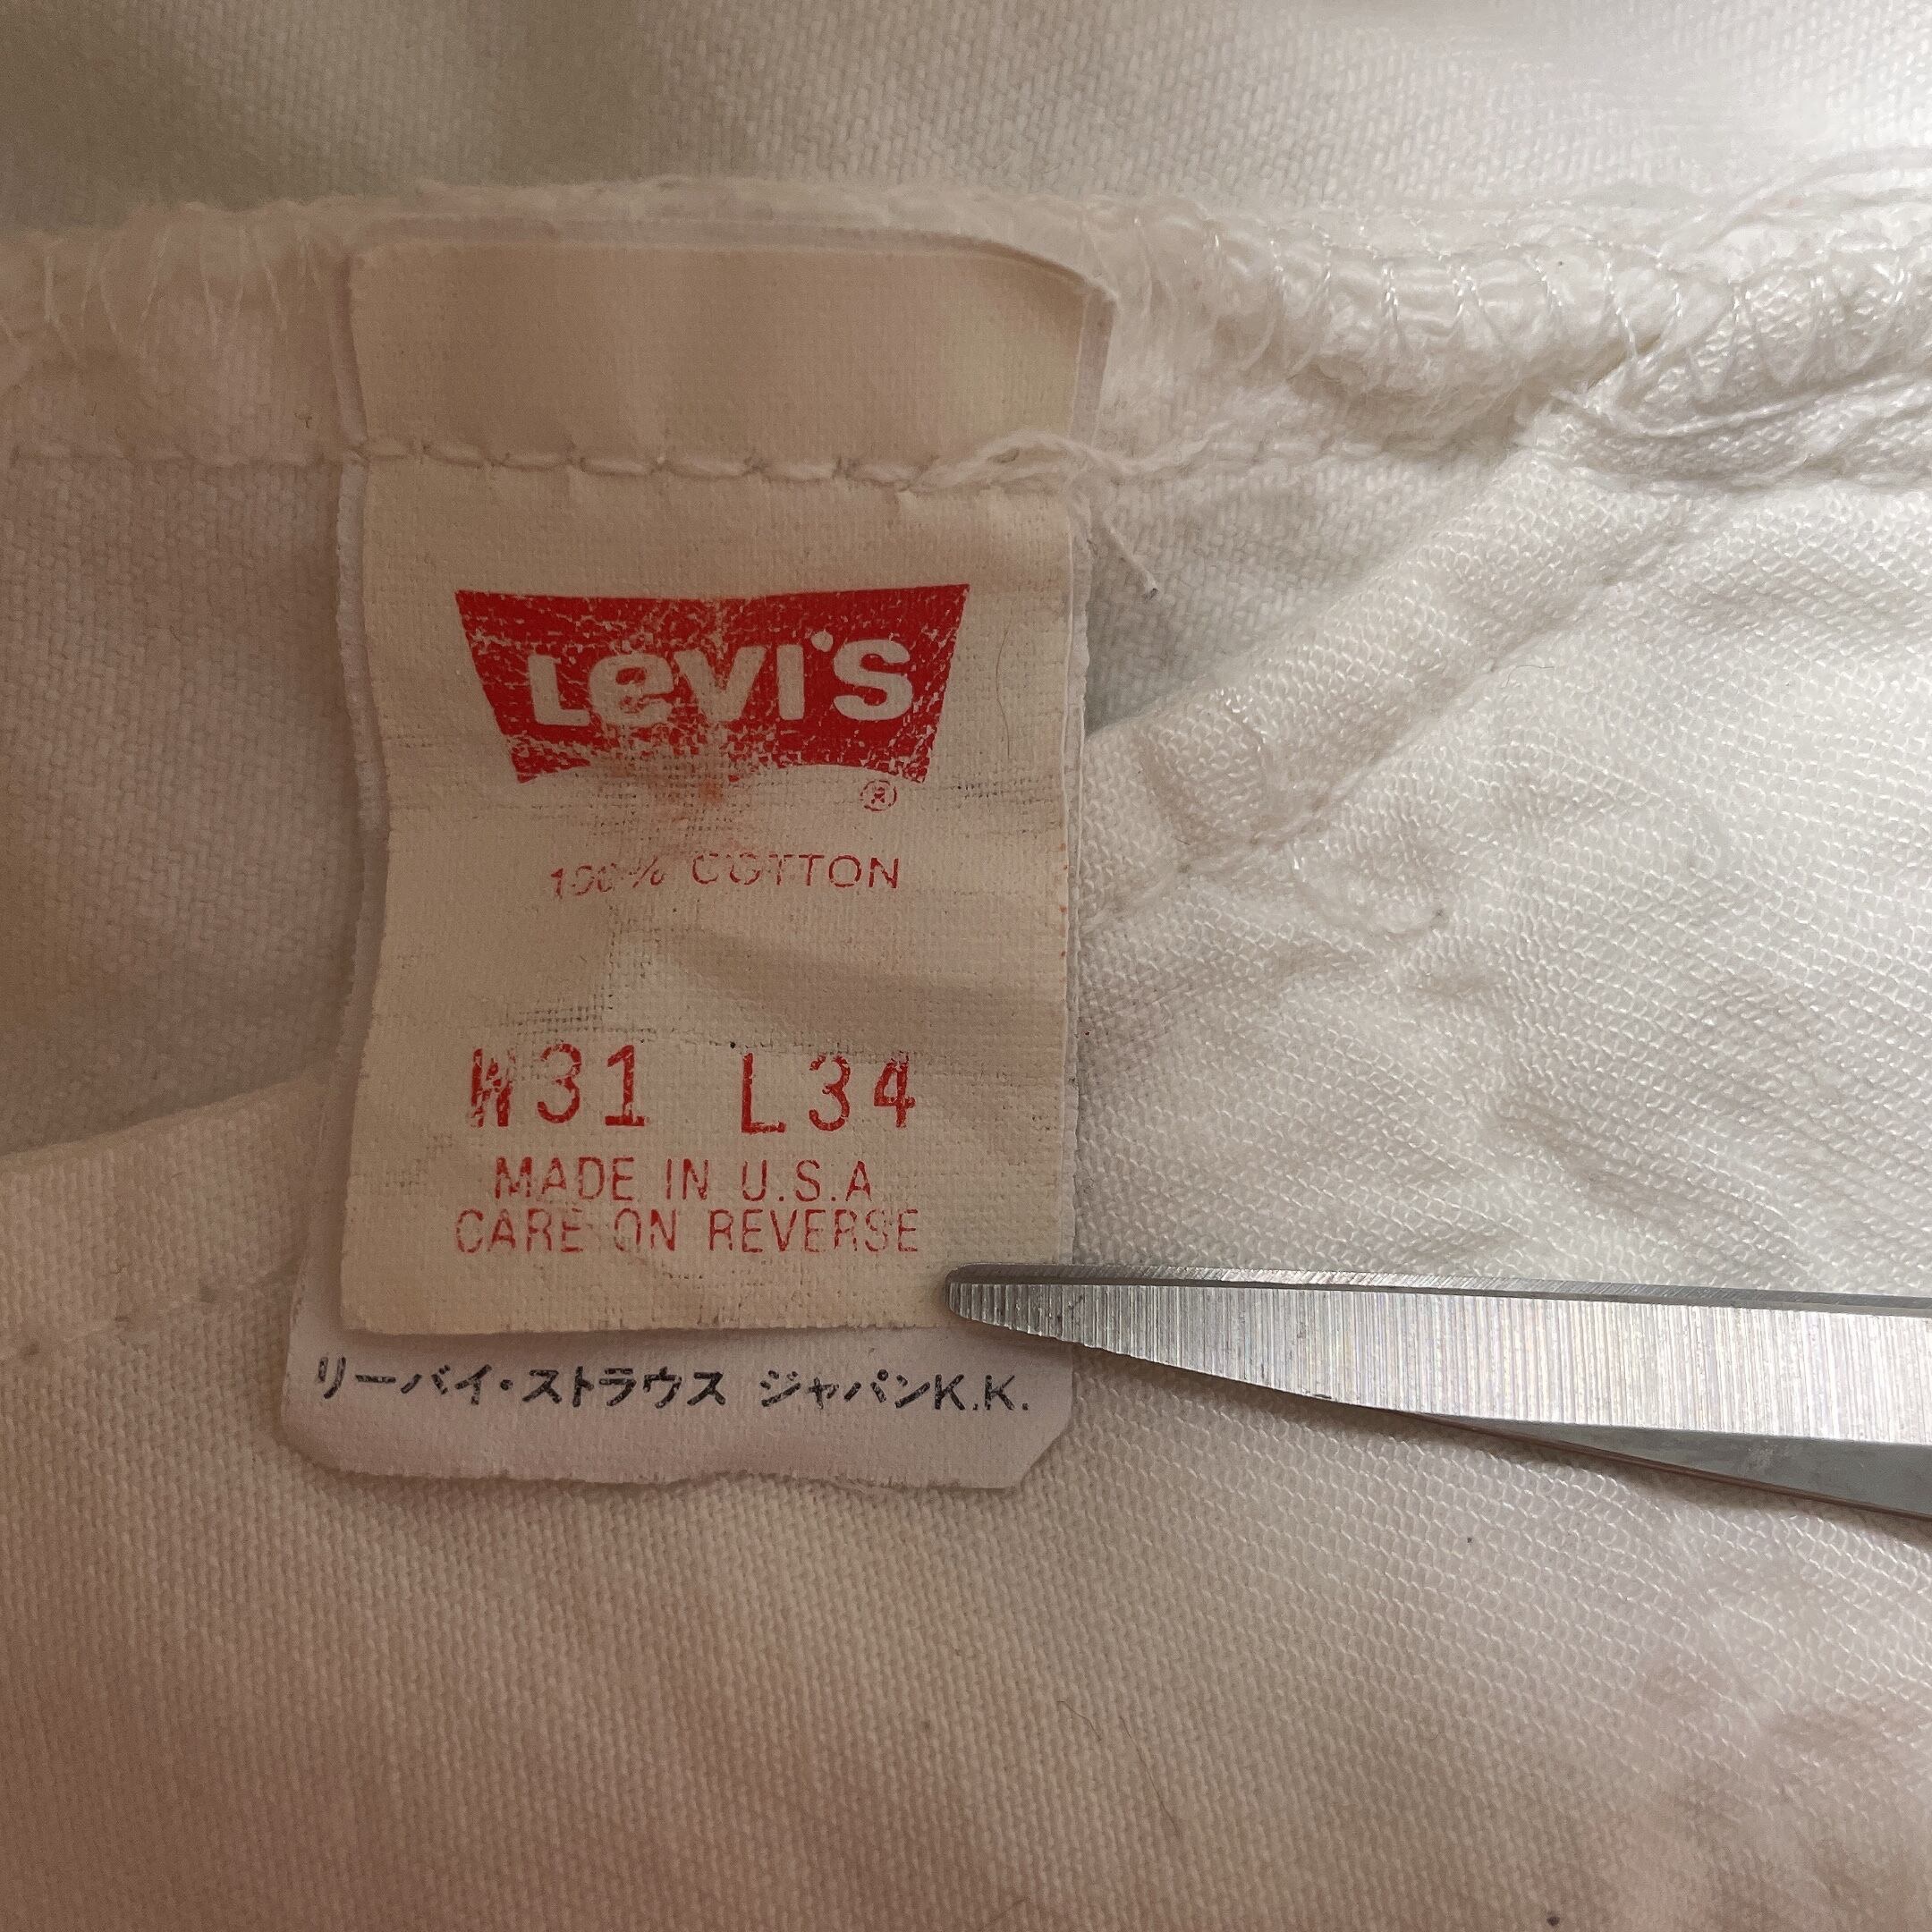 Levi's
®
100% COTTON
W31 L34
MADE IN U.S.A
CARE ON REVERSE
リーバイ・ストラウス ジャパンK.K.